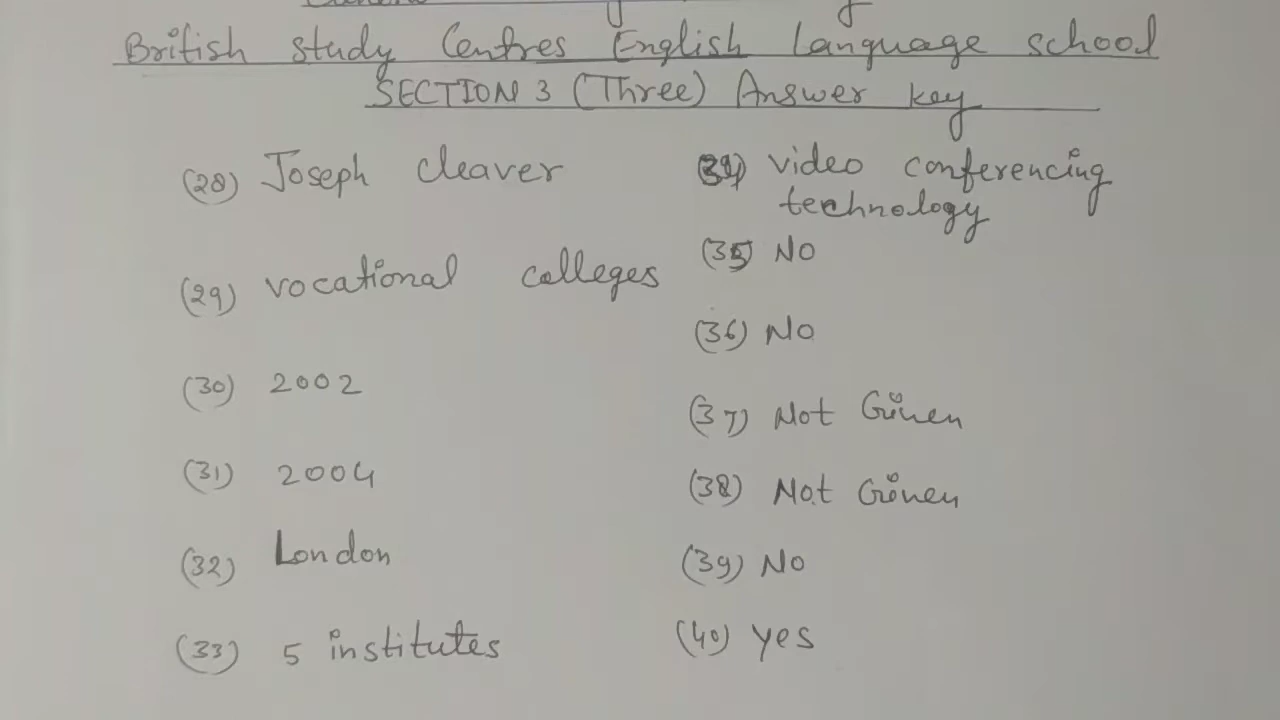 British study Centres English language school
SECTION 3 (Three) Answer key
(28) Joseph cleaver
(29) vocational colleges
(30) 2002
(31) 2004
(32) London
(33) 5 institutes
(34) video conferencing
technology
(35) No
(36) No
(37) Not Given
(38) Not Given
(39) No
(40) yes